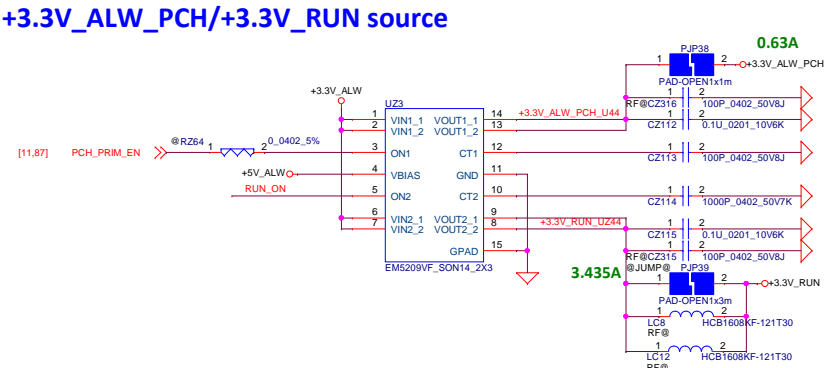 +3.3V_ALW_PCH/+3.3V_RUN source
0.63A
PJP38
1 2
+3.3V_ALW_PCH
PAD-OPEN1x1m
+3.3V_ALW
UZ3
1 VIN1_1 VOUT1_1 14
2 VIN1_2 VOUT1_2 13
+3.3V_ALW_PCH_U44
1 2
RF@CZ316 100P_0402_50V8J
1 2
CZ112 0.1U_0201_10V6K
@RZ64
1 2 0_0402_5%
[11,87] PCH_PRIM_EN
3 ON1 CT1 12
1 2
CZ113 100P_0402_50V8J
+5V_ALW
4 VBIAS GND 11
RUN_ON
5 ON2 CT2 10
1 2
CZ114 1000P_0402_50V7K
6 VIN2_1 VOUT2_1 9
7 VIN2_2 VOUT2_2 8
+3.3V_RUN_UZ44
1 2
CZ115 0.1U_0201_10V6K
GPAD 15
1 2
RF@CZ315 100P_0402_50V8J
EM5209VF_SON14_2X3
3.435A
@JUMP@ PJP39
1 2
+3.3V_RUN
PAD-OPEN1x3m
1 2
LC8 HCB1608KF-121T30
RF@
1 2
LC12 HCB1608KF-121T30
RF@